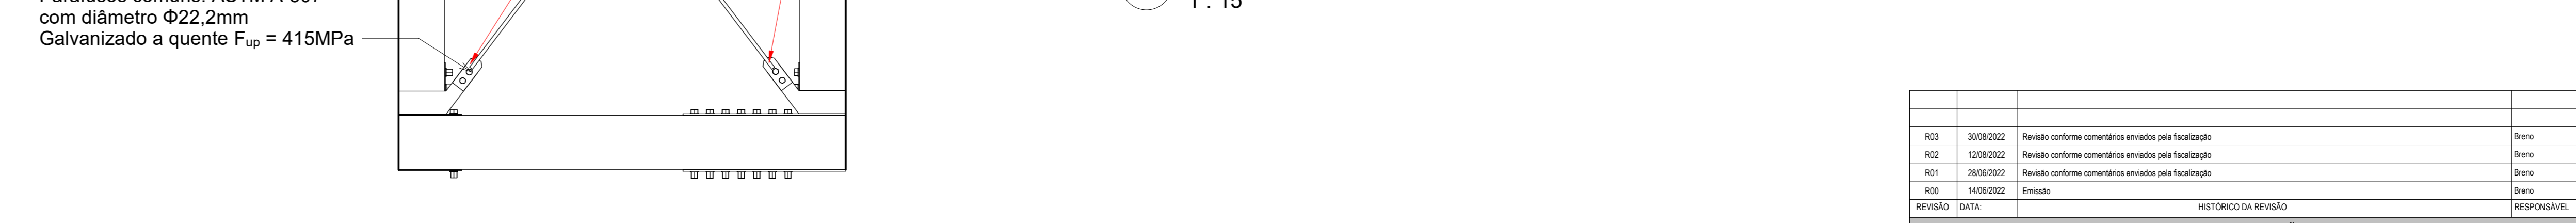 com diâmetro Φ22,2mm
Galvanizado a quente Fup = 415MPa
R03 30/08/2022 Revisão conforme comentários enviados pela fiscalização Breno
R02 12/08/2022 Revisão conforme comentários enviados pela fiscalização Breno
R01 28/06/2022 Revisão conforme comentários enviados pela fiscalização Breno
R00 14/06/2022 Emissão Breno
REVISÃO DATA: HISTÓRICO DA REVISÃO RESPONSÁVEL